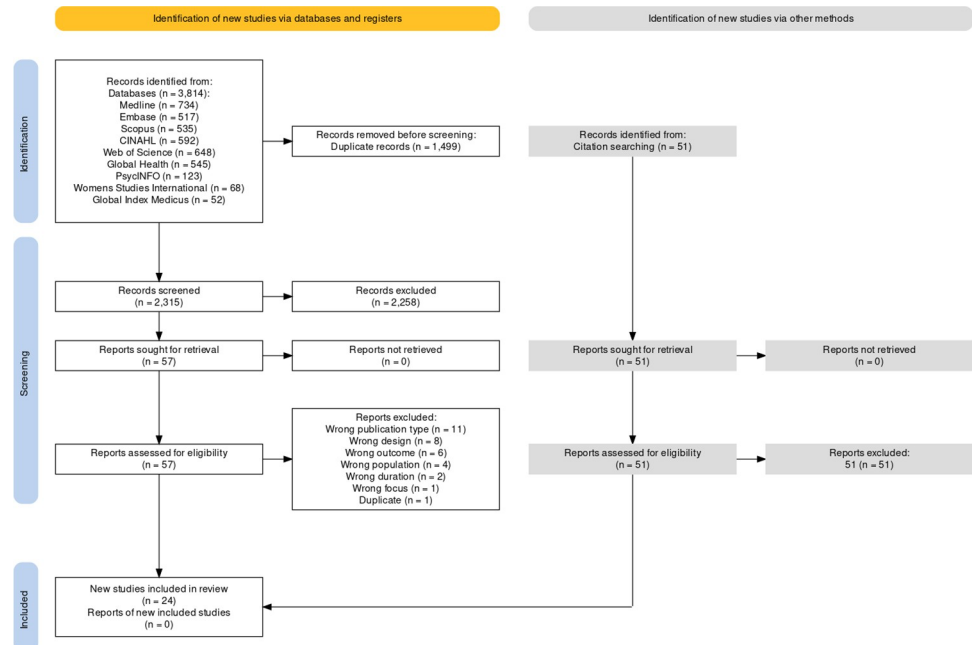 Identification of new studies via databases and registers
Identification of new studies via other methods
Identification
Records identified from:
Databases (n = 3,814):
Medline (n = 734)
Embase (n = 517)
Scopus (n = 535)
CINAHL (n = 592)
Web of Science (n = 648)
Global Health (n = 545)
PsycINFO (n = 123)
Womens Studies International (n = 68)
Global Index Medicus (n = 52)
Records removed before screening:
Duplicate records (n = 1,499)
Records identified from:
Citation searching (n = 51)
Screening
Records screened
(n = 2,315)
Records excluded
(n = 2,258)
Reports sought for retrieval
(n = 57)
Reports not retrieved
(n = 0)
Reports sought for retrieval
(n = 51)
Reports not retrieved
(n = 0)
Reports assessed for eligibility
(n = 57)
Reports excluded:
Wrong publication type (n = 11)
Wrong design (n = 8)
Wrong outcome (n = 6)
Wrong population (n = 4)
Wrong duration (n = 2)
Wrong focus (n = 1)
Duplicate (n = 1)
Reports assessed for eligibility
(n = 51)
Reports excluded:
51 (n = 51)
Included
New studies included in review
(n = 24)
Reports of new included studies
(n = 0)